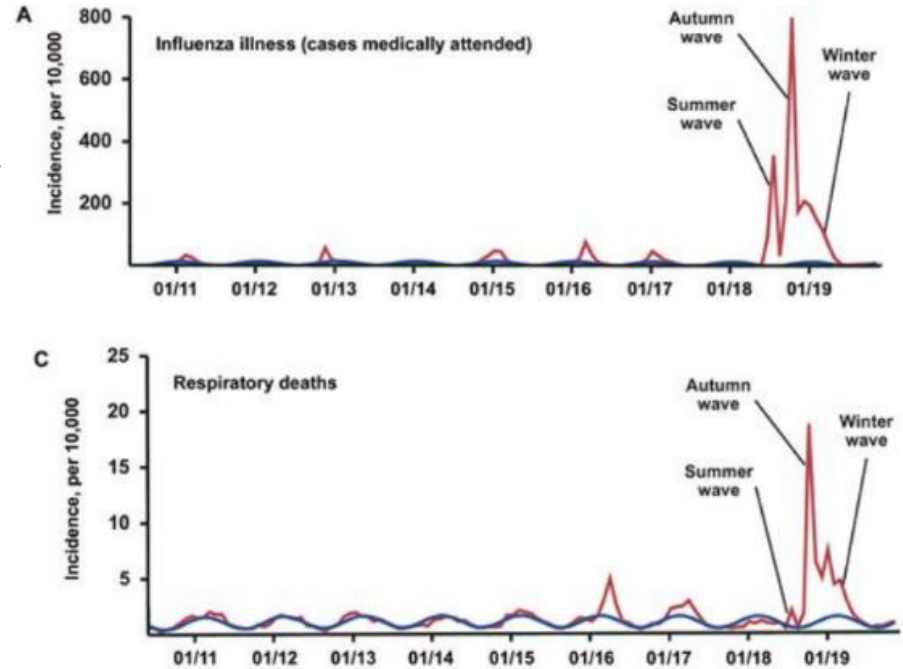 A
Influenza illness (cases medically attended)
Incidence, per 10,000
800
600
400
200
Autumn
wave
Winter
wave
Summer
wave
01/11 01/12 01/13 01/14 01/15 01/16 01/17 01/18 01/19
C
Respiratory deaths
Incidence, per 10,000
25
20
15
10
5
Autumn
wave
Winter
wave
Summer
wave
01/11 01/12 01/13 01/14 01/15 01/16 01/17 01/18 01/19